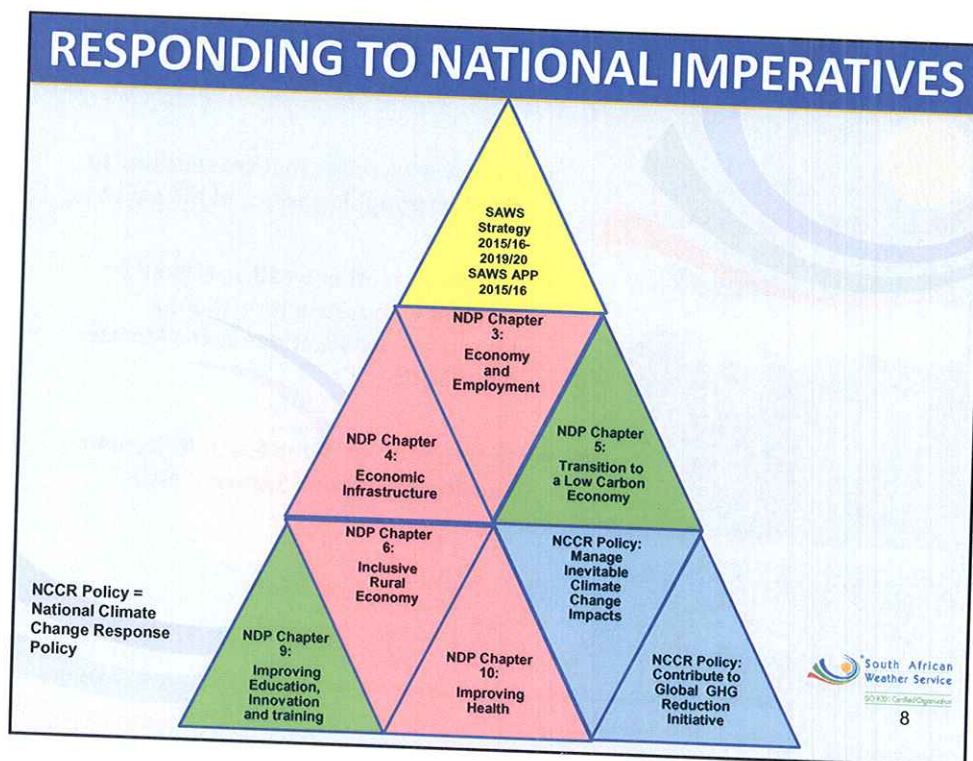 RESPONDING TO NATIONAL IMPERATIVES
SAWS
Strategy
2015/16-
2019/20
SAWS APP
2015/16
NDP Chapter
3:
Economy
and
Employment
NDP Chapter
4:
Economic
Infrastructure
NDP Chapter
5:
Transition to
a Low Carbon
Economy
NDP Chapter
6:
Inclusive
Rural
Economy
NCCR Policy:
Manage
Inevitable
Climate
Change
Impacts
NCCR Policy =
National Climate
Change Response
Policy
NDP Chapter
9:
Improving
Education,
Innovation
and training
NDP Chapter
10:
Improving
Health
NCCR Policy:
Contribute to
Global GHG
Reduction
Initiative
South African
Weather Service
Certified Organisation
8